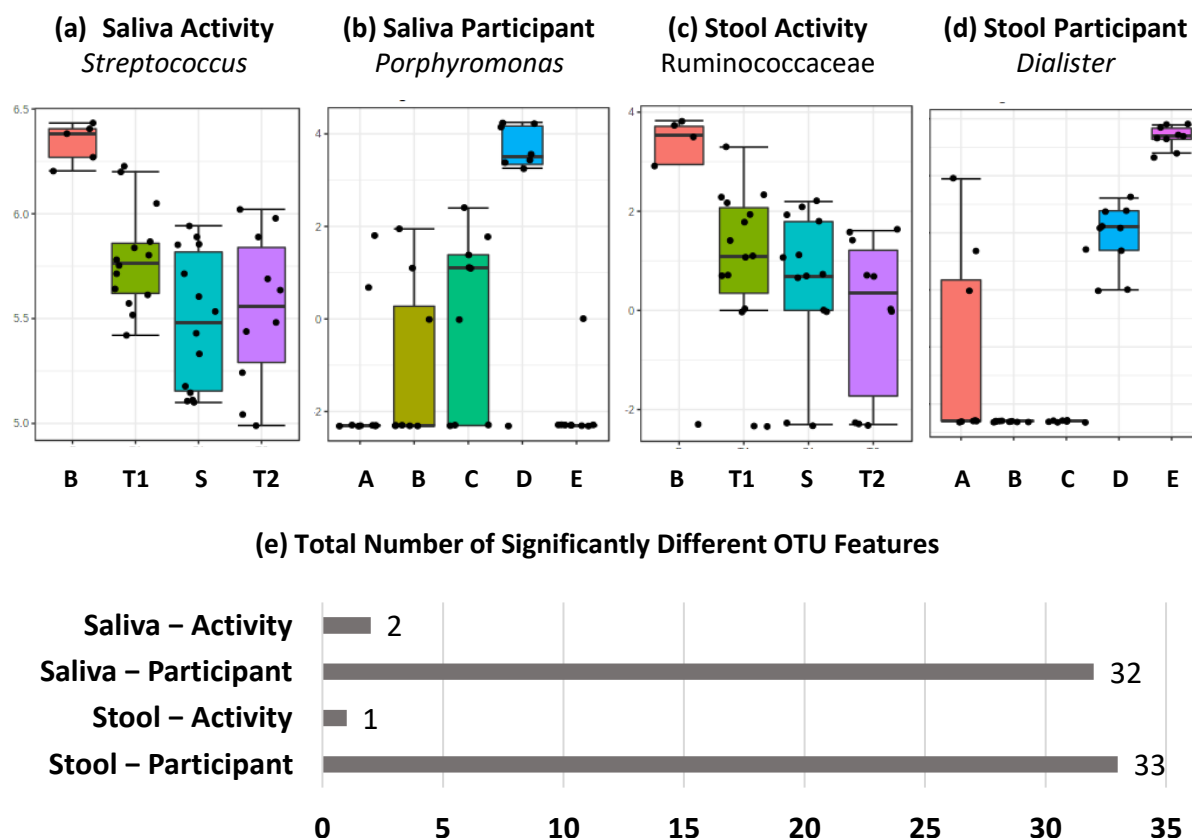 (a) Saliva Activity
Streptococcus
(b) Saliva Participant
Porphyromonas
(c) Stool Activity
Ruminococcaceae
(d) Stool Participant
Dialister
6.5
6.0
5.5
5.0
B T1 S T2
4
2
0
-2
A B C D E
4
2
0
-2
B T1 S T2
A B C D E
(e) Total Number of Significantly Different OTU Features
Saliva – Activity 2
Saliva – Participant 32
Stool – Activity 1
Stool – Participant 33
0 5 10 15 20 25 30 35